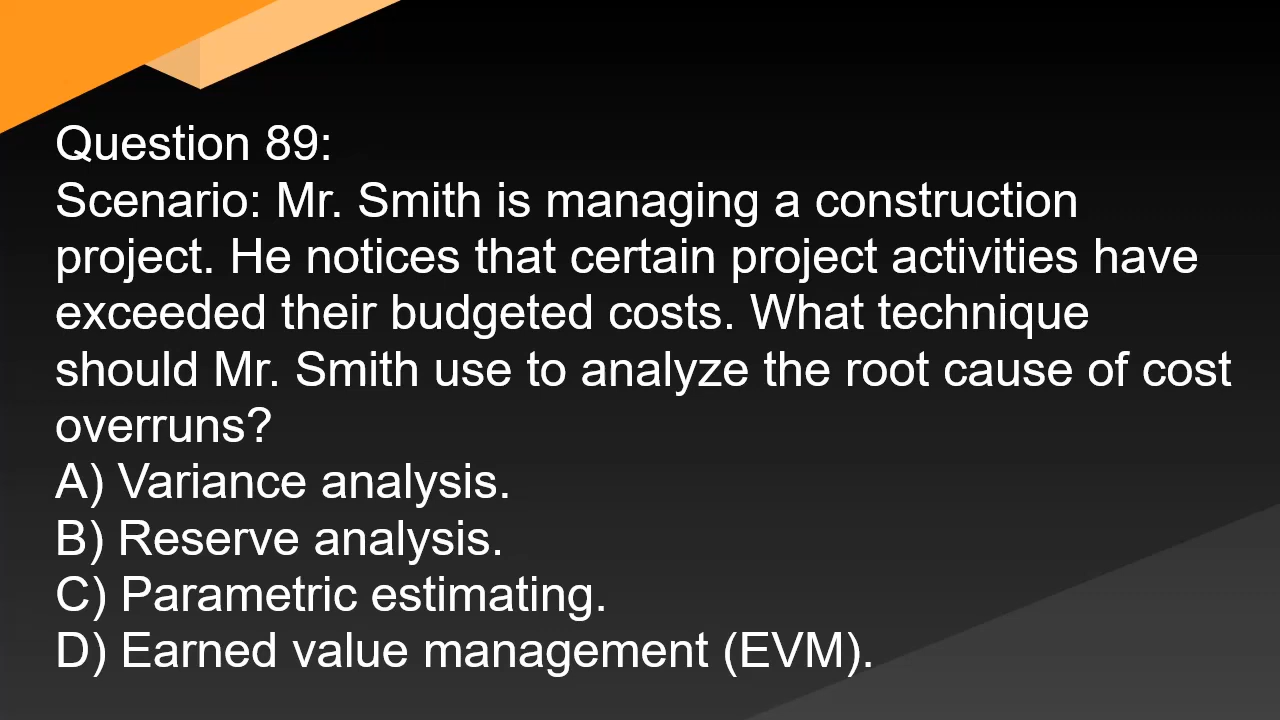 Question 89:
Scenario: Mr. Smith is managing a construction
project. He notices that certain project activities have
exceeded their budgeted costs. What technique
should Mr. Smith use to analyze the root cause of cost
overruns?
A) Variance analysis.
B) Reserve analysis.
C) Parametric estimating.
D) Earned value management (EVM).